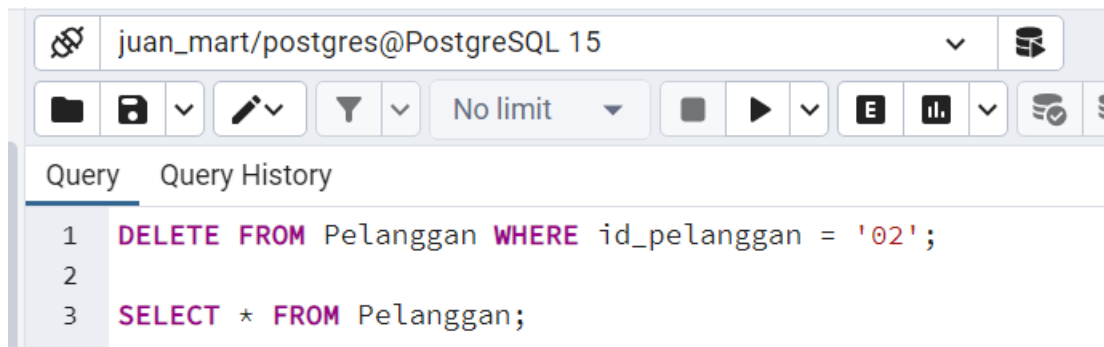 juan_mart/postgres@PostgreSQL 15
No limit
E
Query Query History
1 DELETE FROM Pelanggan WHERE id_pelanggan = '02';
2
3 SELECT * FROM Pelanggan;